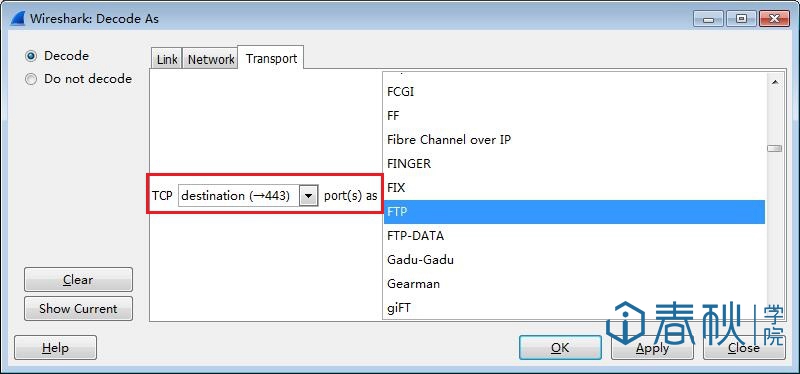 Wireshark: Decode As
Decode
Do not decode
Link Network Transport
FCGI
FF
Fibre Channel over IP
FINGER
FIX
TCP destination (→443) port(s) as
FTP
FTP-DATA
Gadu-Gadu
Gearman
giFT
Clear
Show Current
Help
OK
Apply
Close
春秋学院